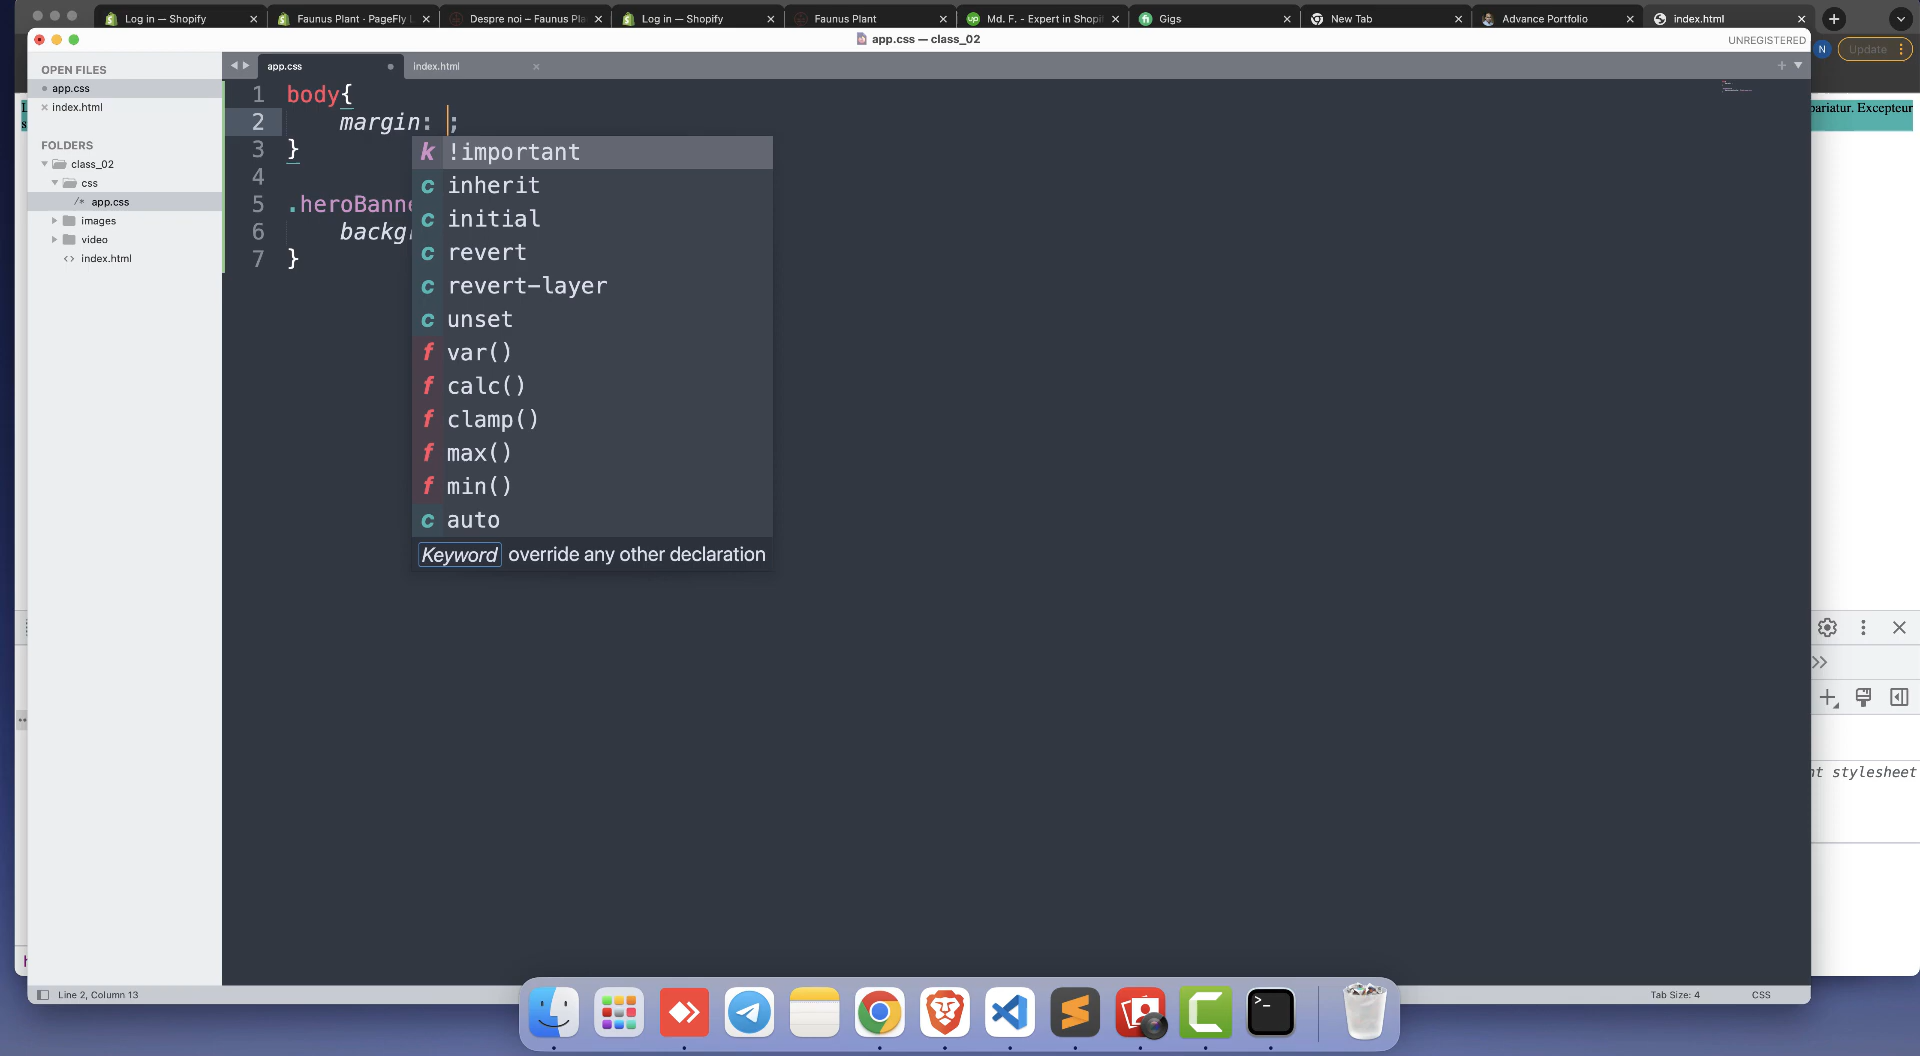 Log in — Shopify
Faunus Plant · PageFly L
Despre noi – Faunus Pla
Log in — Shopify
Faunus Plant
Md. F. - Expert in Shopif
Gigs
New Tab
Advance Portfolio
index.html
app.css — class_02
UNREGISTERED
N
Update
OPEN FILES
app.css
index.html
FOLDERS
class_02
css
app.css
images
video
index.html
app.css
index.html
1 body{
2 margin: ;
3 }
4
5 .heroBanne
6 backgr
7 }
k !important
c inherit
c initial
c revert
c revert-layer
c unset
f var()
f calc()
f clamp()
f max()
f min()
c auto
Keyword override any other declaration
pariatur. Excepteur
nt stylesheet
Line 2, Column 13
Tab Size: 4
CSS